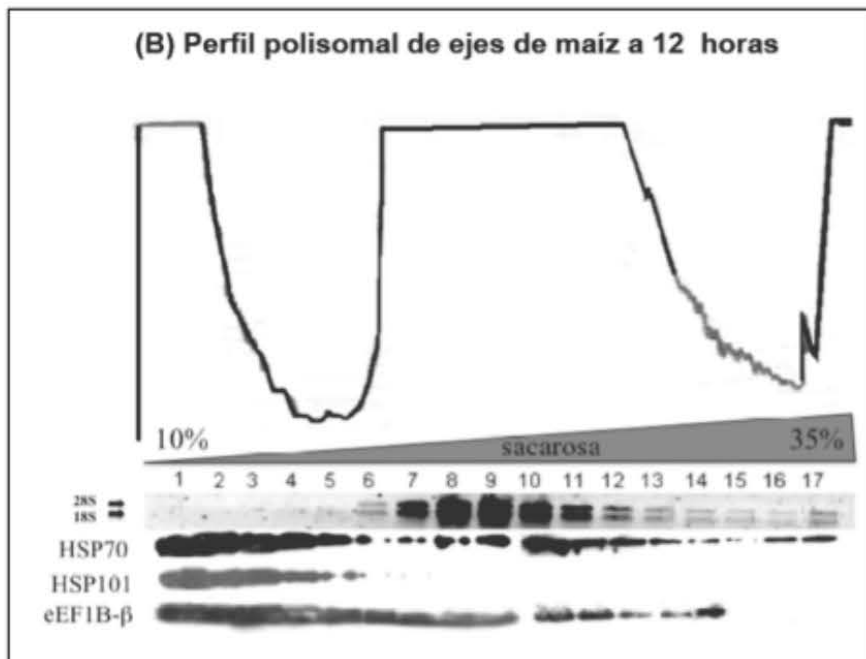 (B) Perfil polisomal de ejes de maíz a 12 horas
10% sacarosa 35%
1 2 3 4 5 6 7 8 9 10 11 12 13 14 15 16 17
28S
18S
HSP70
HSP101
eEF1B-β